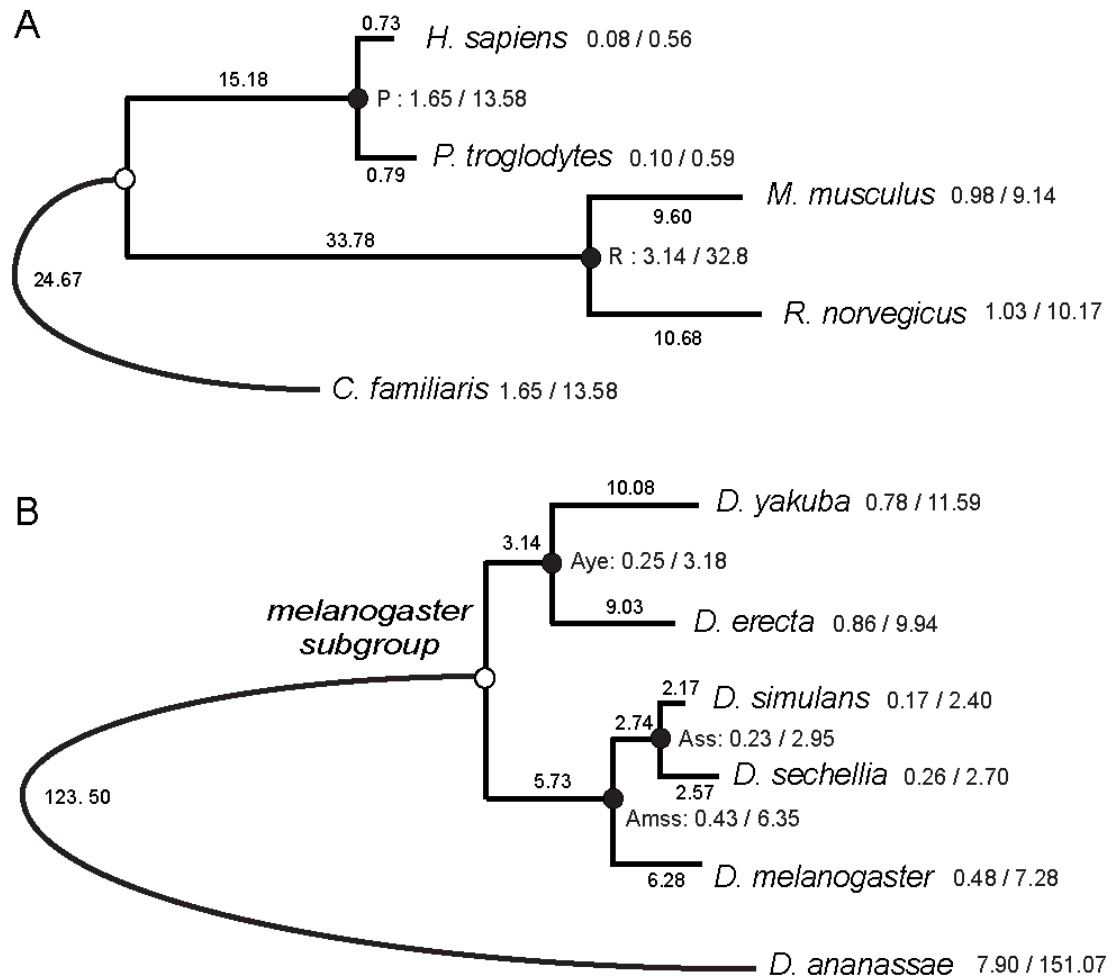 A
0.73
H. sapiens 0.08 / 0.56
15.18
P : 1.65 / 13.58
P. troglodytes 0.10 / 0.59
0.79
M. musculus 0.98 / 9.14
9.60
33.78
R : 3.14 / 32.8
24.67
R. norvegicus 1.03 / 10.17
10.68
C. familiaris 1.65 / 13.58
B
10.08
D. yakuba 0.78 / 11.59
3.14
Aye: 0.25 / 3.18
melanogaster
subgroup
9.03
D. erecta 0.86 / 9.94
2.17
D. simulans 0.17 / 2.40
2.74
Ass: 0.23 / 2.95
D. sechellia 0.26 / 2.70
5.73
2.57
123. 50
Amss: 0.43 / 6.35
6.28
D. melanogaster 0.48 / 7.28
D. ananassae 7.90 / 151.07